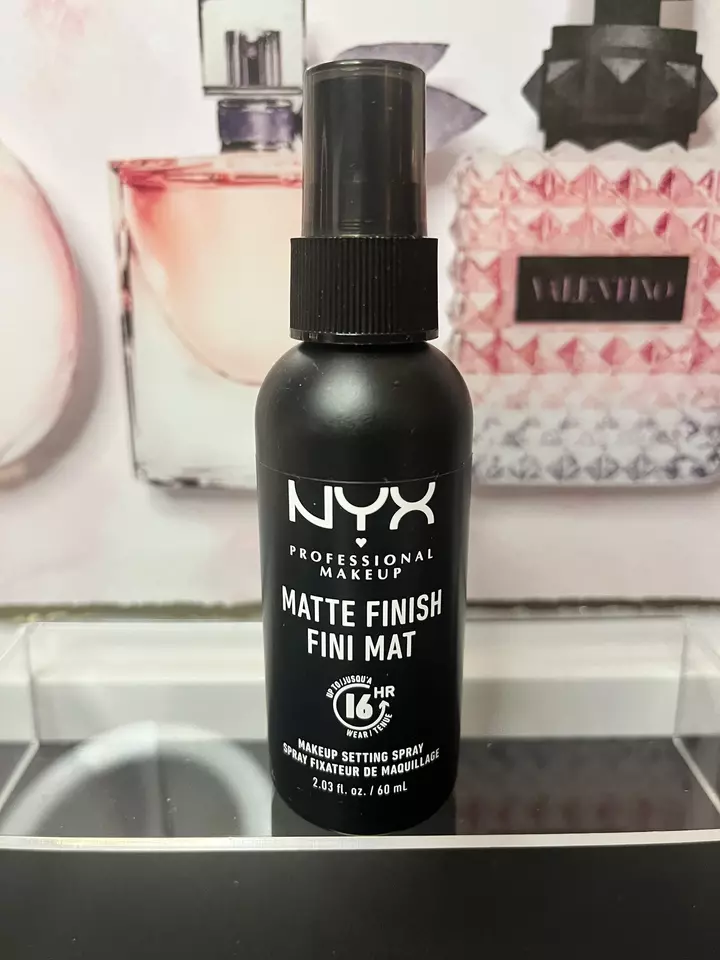 VALENTINO
NYX
PROFESSIONAL
MAKEUP
MATTE FINISH
FINI MAT
UP TO/JUSQU'A
16 HR
WEAR/TENUE
MAKEUP SETTING SPRAY
SPRAY FIXATEUR DE MAQUILLAGE
2.03 fl. oz. / 60 mL